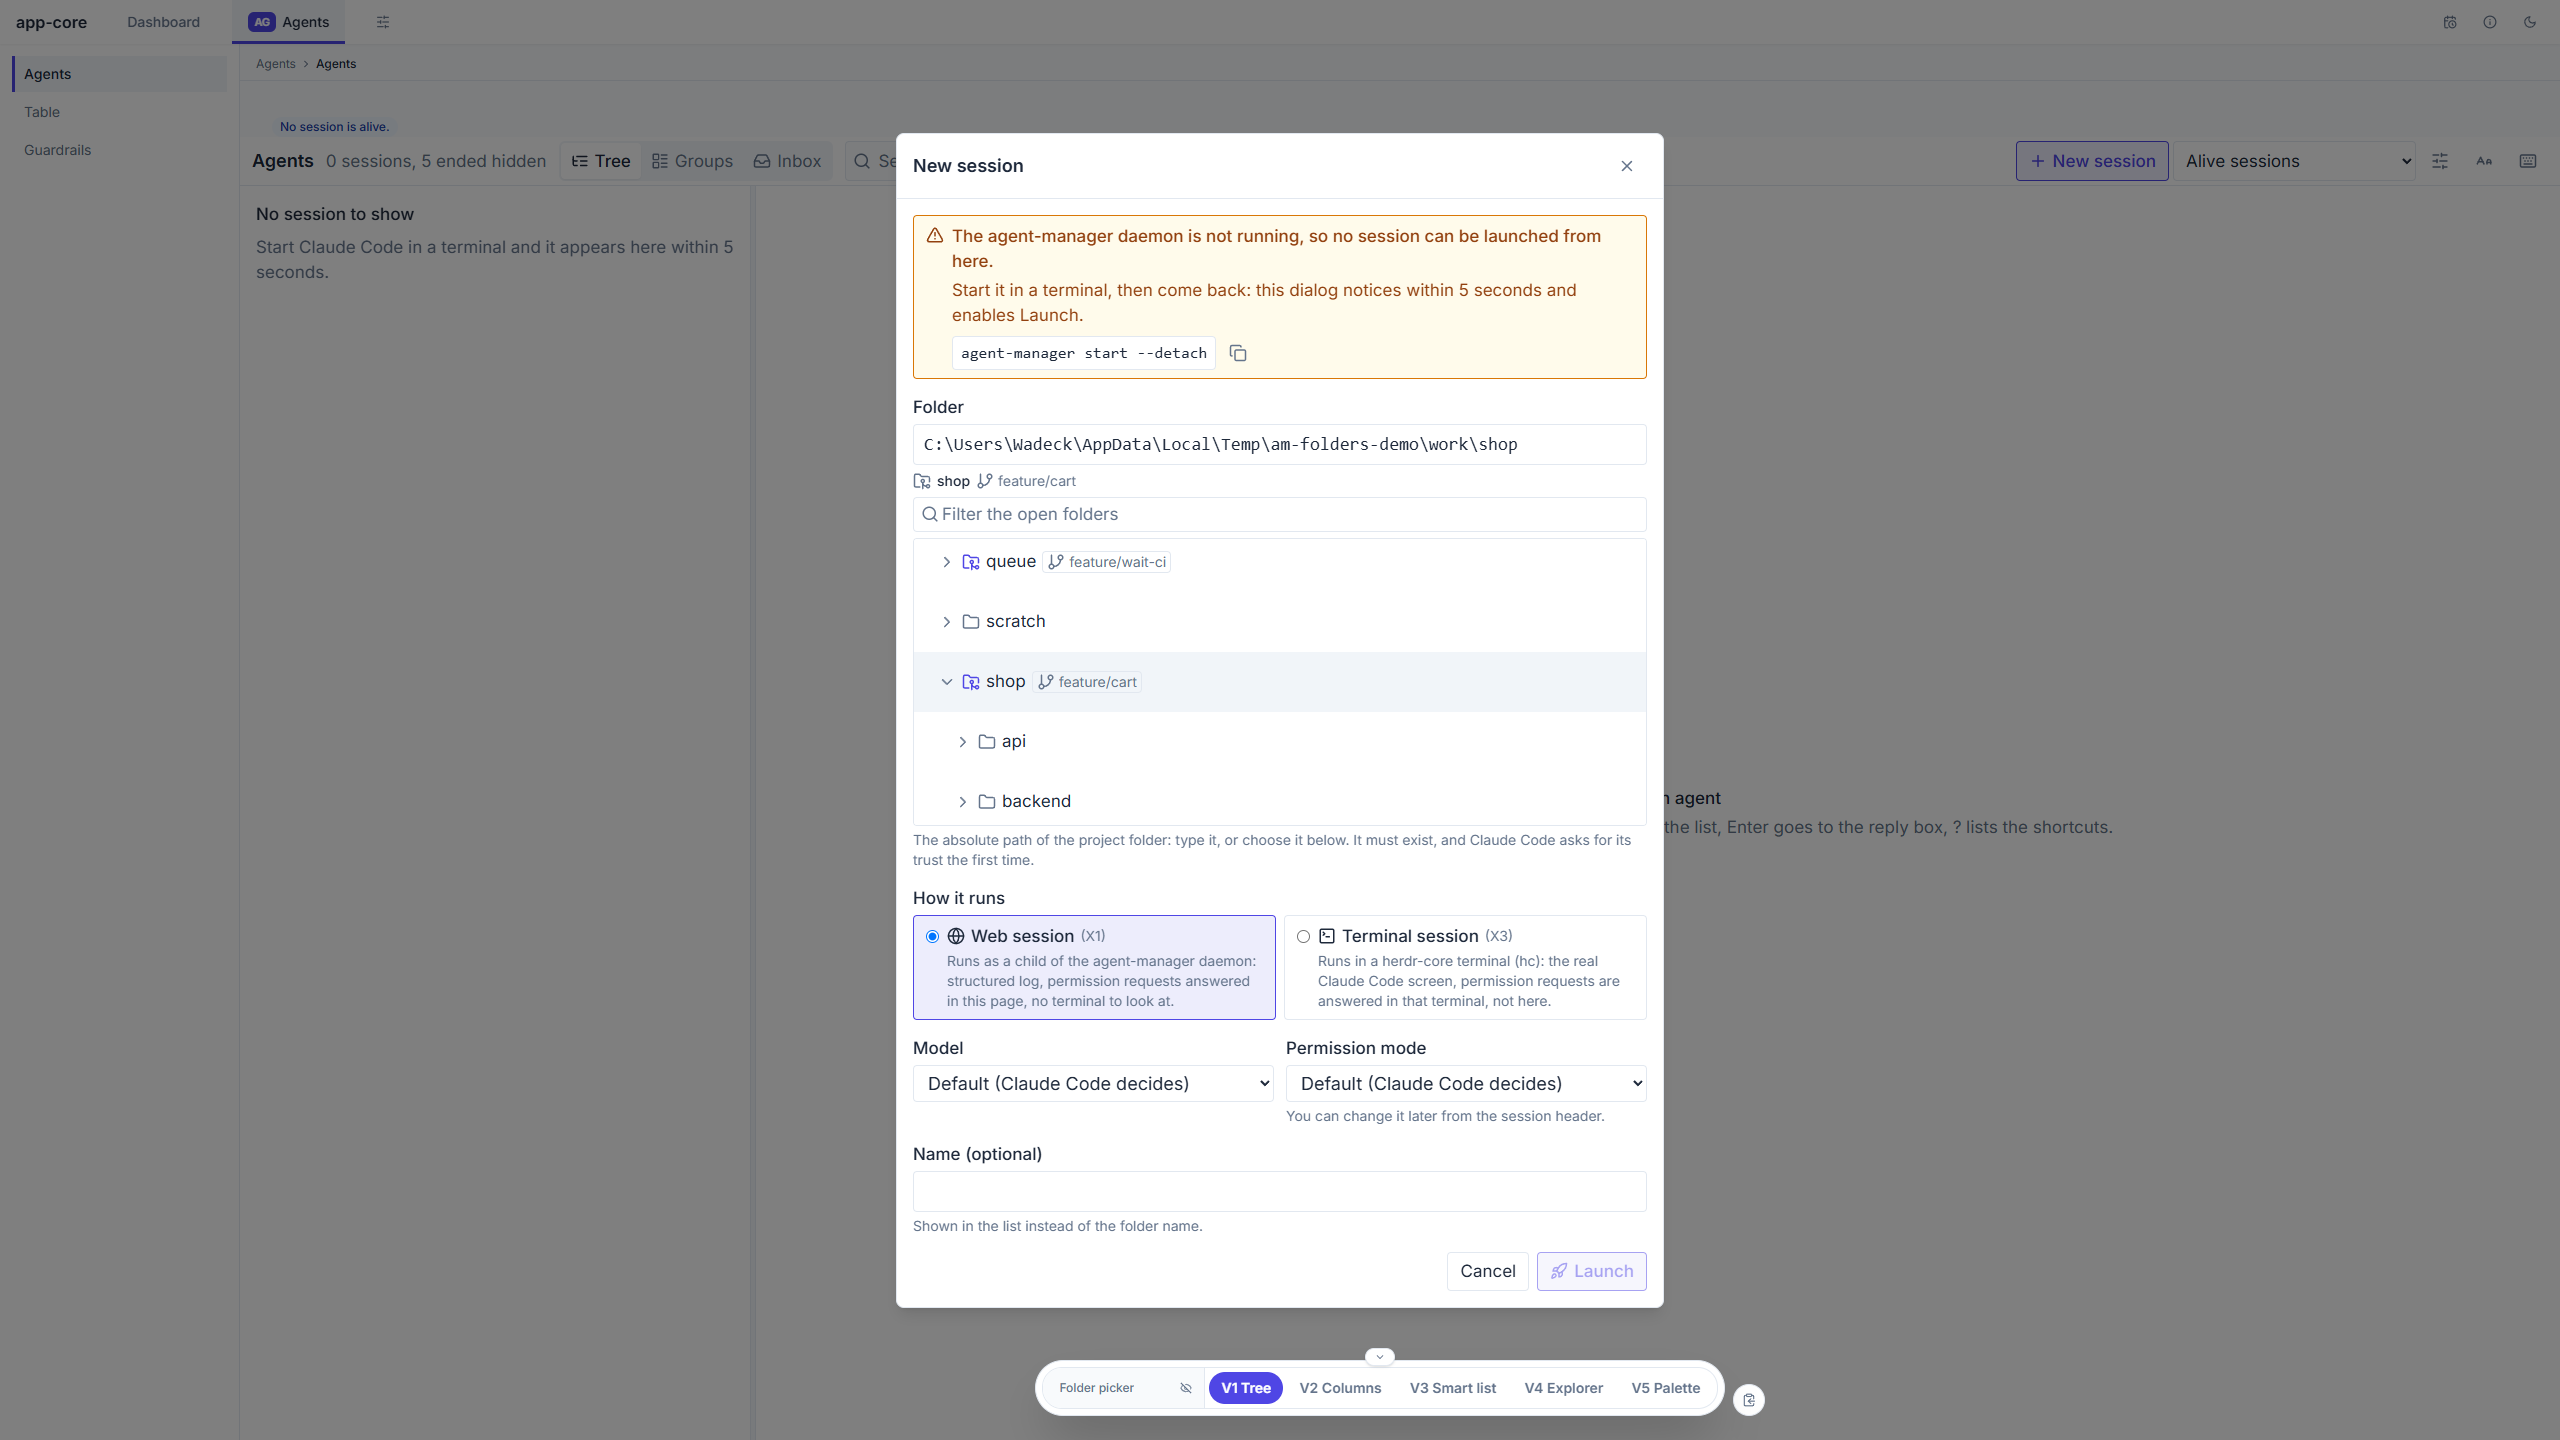 app-core
Dashboard
AG Agents
Agents
Table
Guardrails
Agents › Agents
No session is alive.
Agents 0 sessions, 5 ended hidden
Tree Groups Inbox
New session
Alive sessions
No session to show
Start Claude Code in a terminal and it appears here within 5
seconds.
New session
The agent-manager daemon is not running, so no session can be launched from
here.
Start it in a terminal, then come back: this dialog notices within 5 seconds and
enables Launch.
agent-manager start --detach
Folder
C:\Users\Wadeck\AppData\Local\Temp\am-folders-demo\work\shop
shop feature/cart
Filter the open folders
queue feature/wait-ci
scratch
shop feature/cart
api
backend
The absolute path of the project folder: type it, or choose it below. It must exist, and Claude Code asks for its
trust the first time.
How it runs
Web session (X1)
Runs as a child of the agent-manager daemon:
structured log, permission requests answered
in this page, no terminal to look at.
Terminal session (X3)
Runs in a herdr-core terminal (hc): the real
Claude Code screen, permission requests are
answered in that terminal, not here.
Model
Default (Claude Code decides)
Permission mode
Default (Claude Code decides)
You can change it later from the session header.
Name (optional)
Shown in the list instead of the folder name.
Cancel
Launch
agent
the list, Enter goes to the reply box, ? lists the shortcuts.
Folder picker
V1 Tree V2 Columns V3 Smart list V4 Explorer V5 Palette